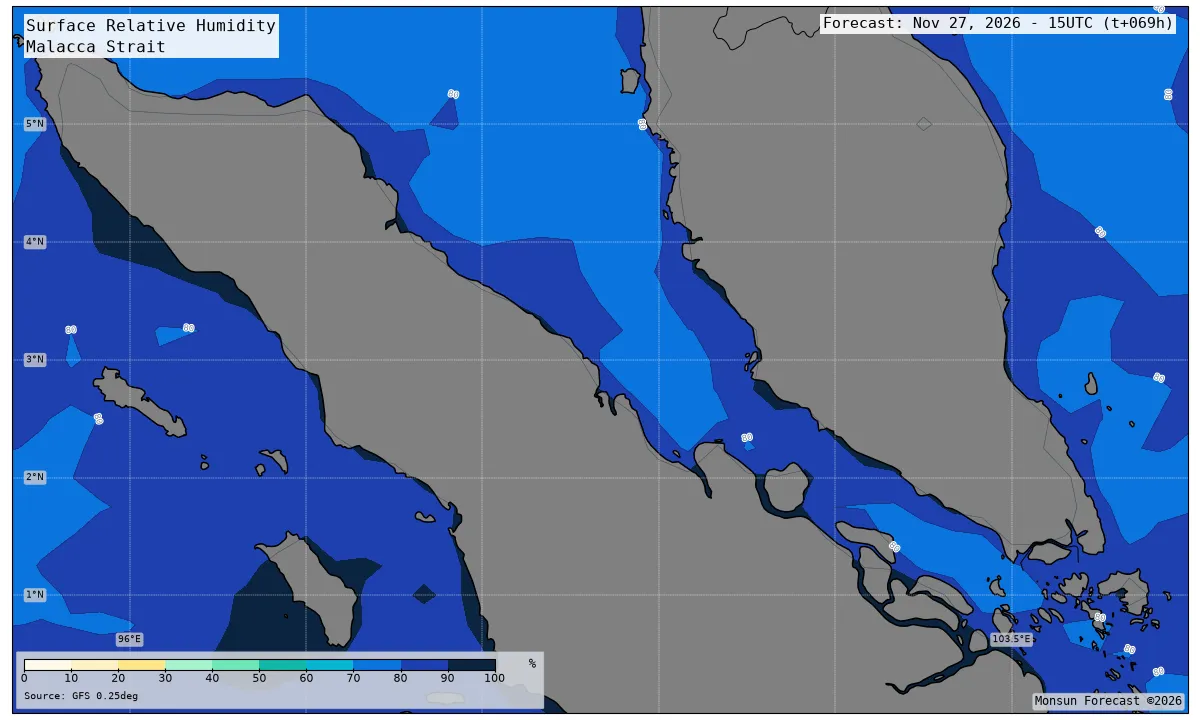 Surface Relative Humidity
Malacca Strait
Forecast: Nov 27, 2026 - 15UTC (t+069h)
80
80
80
80
5°N
80
4°N
80
80
3°N
80
80
80
2°N
80
1°N
80
96°E
103.5°E
80
80
%
0 10 20 30 40 50 60 70 80 90 100
Source: GFS 0.25deg
Monsun Forecast ©2026